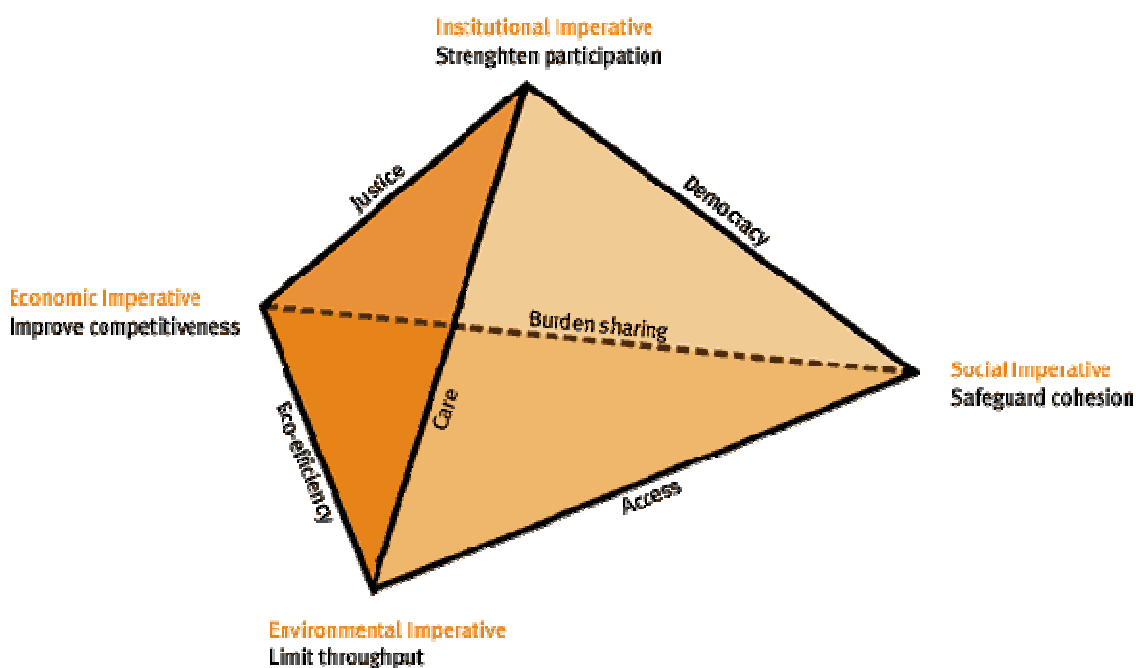 Institutional Imperative
Strenghten participation
Justice
Democracy
Economic Imperative
Improve competitiveness
Burden sharing
Social Imperative
Safeguard cohesion
Care
Eco-efficiency
Access
Environmental Imperative
Limit throughput